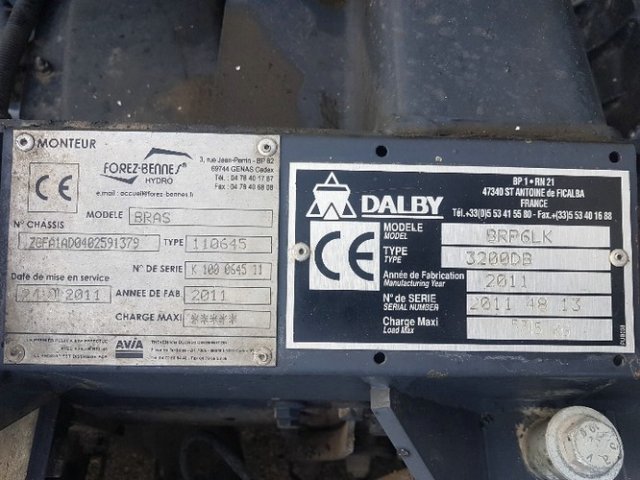 MONTEUR
FOREZ-BENNES
HYDRO
3, rue Jean-Perrin - BP 82
69744 GENAS Cedex
Tél. : 04 78 40 17 87
Fax : 04 78 40 68 08
CE
e.mail : accueil@forez-bennes.fr
MODELE BRAS
N° CHASSIS
ZCFA1AD0402591379 TYPE 110645
N° DE SERIE K 100 0645 11
Date de mise en service
2011 ANNEE DE FAB. 2011
CHARGE MAXI *****
AVIA
DALBY
BP 1 • RN 21
47340 ST ANTOINE de FICALBA
FRANCE
Tél.+33(0)5 53 41 55 80 - Fax.+33(0)5 53 40 16 88
CE
MODELE BRP6LK
MODEL
TYPE 3200DB
TYPE
Année de Fabrication 2011
Manufacturing Year
N° de SERIE 2011 48 13
SERIAL NUMBER
Charge Maxi
Load Max